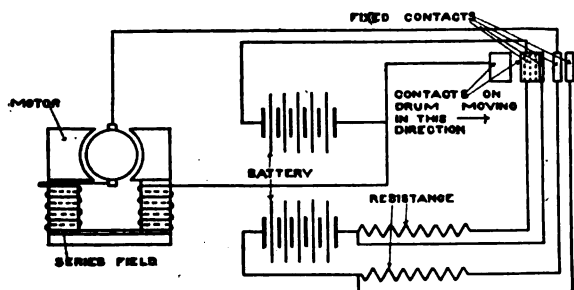 FIXED CONTACTS
MOTOR
CONTACTS ON
DRUM MOVING
IN THIS
DIRECTION
BATTERY
RESISTANCE
SERIES FIELD